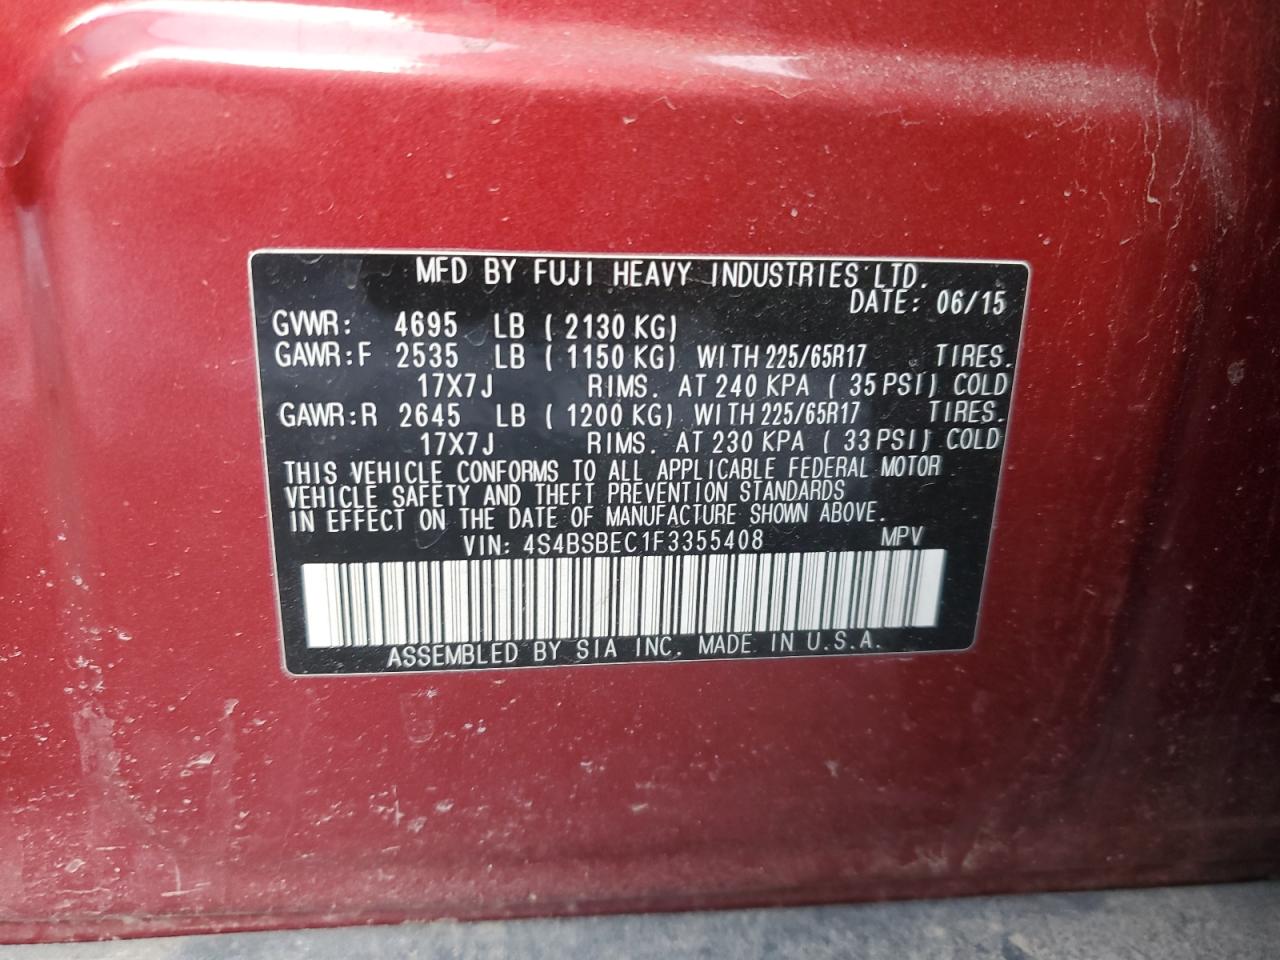 MFD BY FUJI HEAVY INDUSTRIES LTD.
DATE: 06/15
GVWR: 4695 LB ( 2130 KG)
GAWR:F 2535 LB ( 1150 KG) WITH 225/65R17 TIRES.
17X7J RIMS. AT 240 KPA ( 35 PSI) COLD
GAWR:R 2645 LB ( 1200 KG) WITH 225/65R17 TIRES.
17X7J RIMS. AT 230 KPA ( 33 PSI) COLD
THIS VEHICLE CONFORMS TO ALL APPLICABLE FEDERAL MOTOR
VEHICLE SAFETY AND THEFT PREVENTION STANDARDS
IN EFFECT ON THE DATE OF MANUFACTURE SHOWN ABOVE.
VIN: 4S4BSBEC1F3355408 MPV
ASSEMBLED BY SIA INC. MADE IN U.S.A.